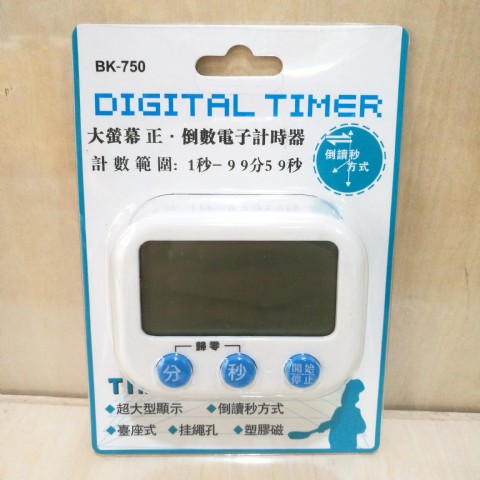 BK-750
DIGITAL TIMER
大螢幕 正·倒數電子計時器
計數範圍: 1秒-99分59秒
倒讀秒
方式
歸零
分 秒 開始
停止
◆超大型顯示 ◆倒讀秒方式
◆臺座式 ◆挂繩孔 ◆塑膠磁